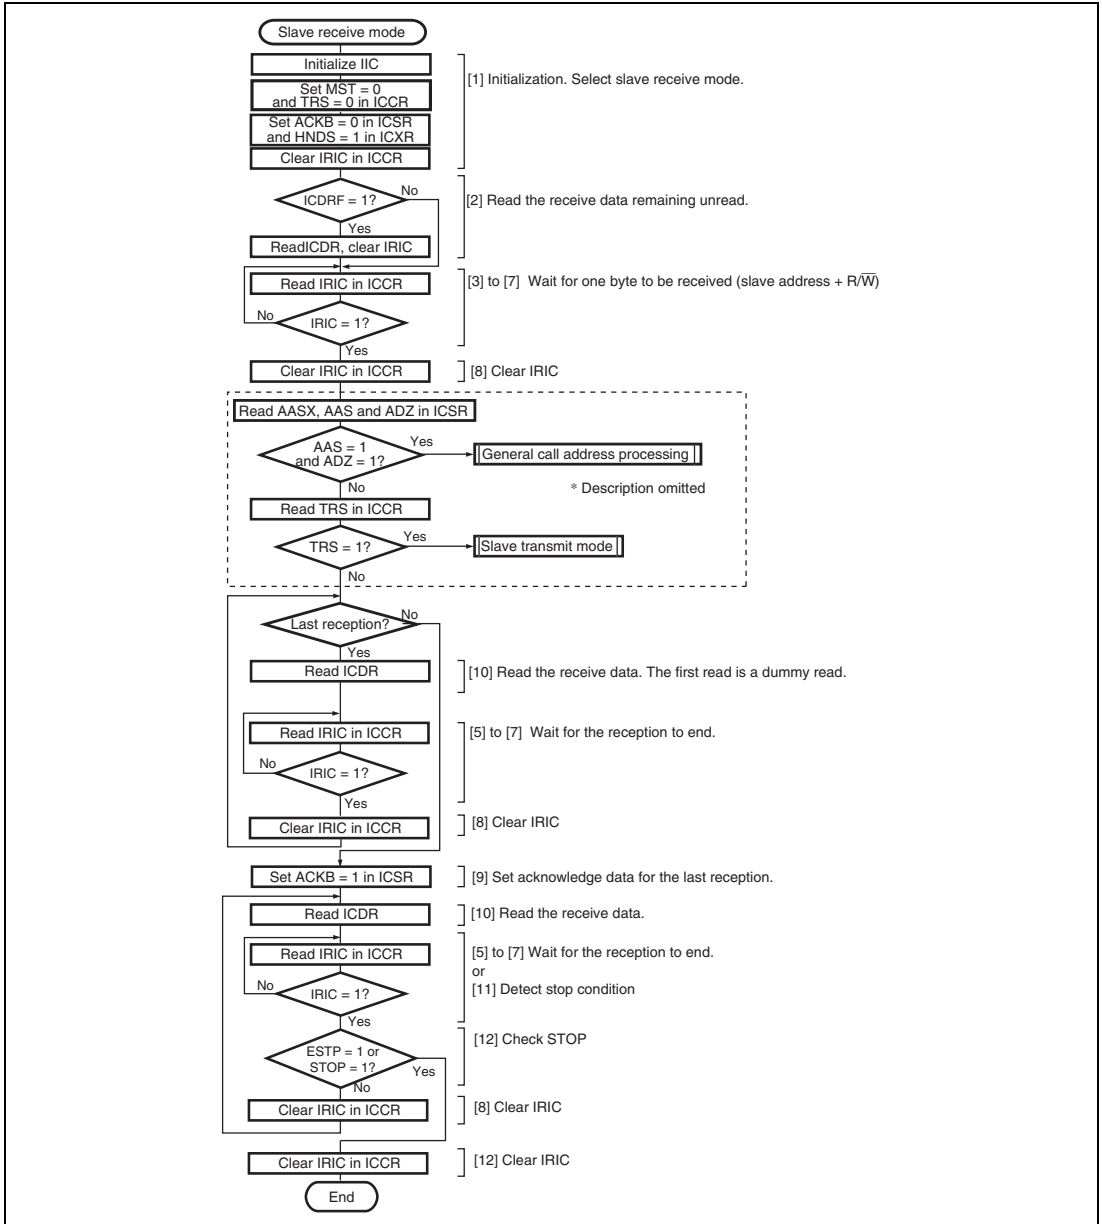 Slave receive mode
Initialize IIC
[1] Initialization. Select slave receive mode.
Set MST = 0
and TRS = 0 in ICCR
Set ACKB = 0 in ICSR
and HNDS = 1 in ICXR
Clear IRIC in ICCR
ICDRF = 1?
No
[2] Read the receive data remaining unread.
Yes
ReadICDR, clear IRIC
Read IRIC in ICCR
[3] to [7] Wait for one byte to be received (slave address + R/W̅)
No
IRIC = 1?
Yes
Clear IRIC in ICCR
[8] Clear IRIC
Read AASX, AAS and ADZ in ICSR
AAS = 1
and ADZ = 1?
Yes
General call address processing
No
* Description omitted
Read TRS in ICCR
TRS = 1?
Yes
Slave transmit mode
No
Last reception?
No
Yes
Read ICDR
[10] Read the receive data. The first read is a dummy read.
Read IRIC in ICCR
[5] to [7] Wait for the reception to end.
No
IRIC = 1?
Yes
Clear IRIC in ICCR
[8] Clear IRIC
Set ACKB = 1 in ICSR
[9] Set acknowledge data for the last reception.
Read ICDR
[10] Read the receive data.
Read IRIC in ICCR
[5] to [7] Wait for the reception to end.
or
[11] Detect stop condition
No
IRIC = 1?
Yes
[12] Check STOP
ESTP = 1 or
STOP = 1?
Yes
No
Clear IRIC in ICCR
[8] Clear IRIC
Clear IRIC in ICCR
[12] Clear IRIC
End